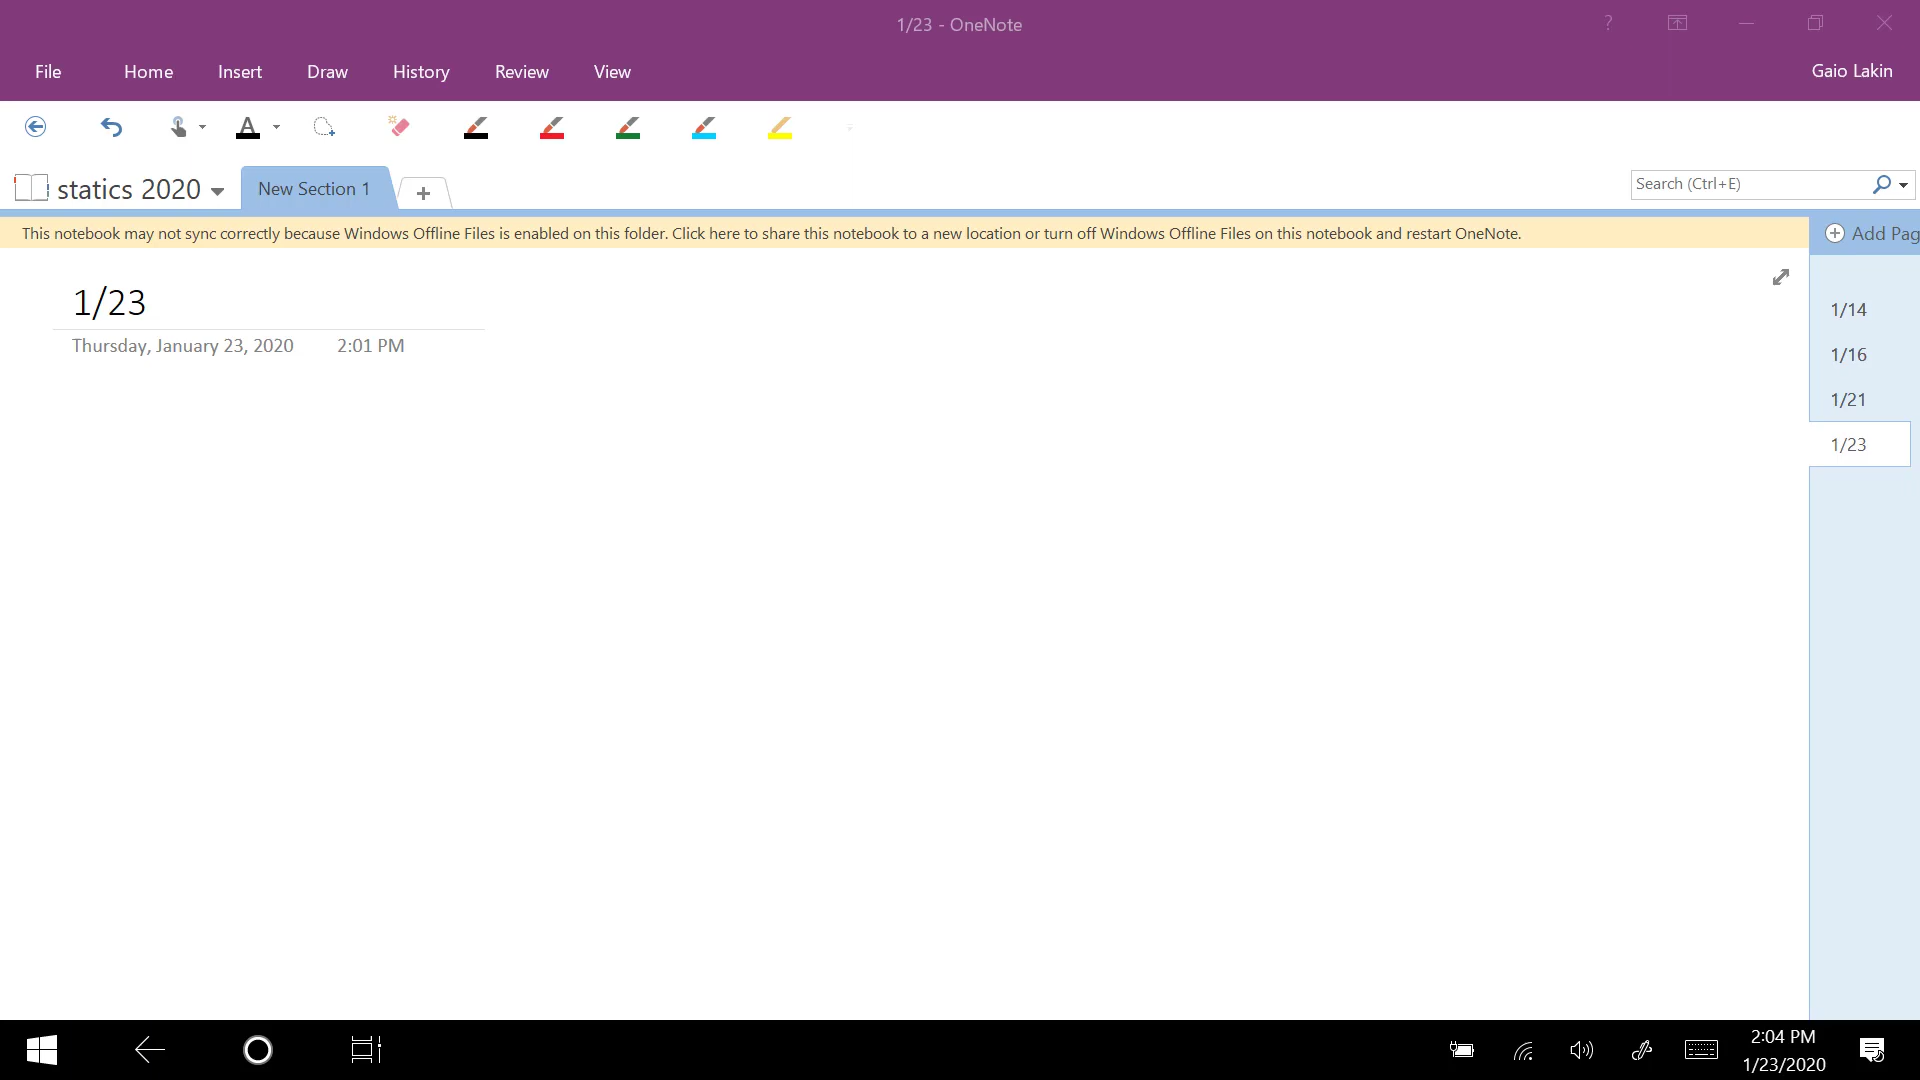 1/23 - OneNote
?
File Home Insert Draw History Review View Gaio Lakin
A
statics 2020 New Section 1 + Search (Ctrl+E)
This notebook may not sync correctly because Windows Offline Files is enabled on this folder. Click here to share this notebook to a new location or turn off Windows Offline Files on this notebook and restart OneNote.
Add Pag
1/23
Thursday, January 23, 2020 2:01 PM
1/14
1/16
1/21
1/23
2:04 PM
1/23/2020